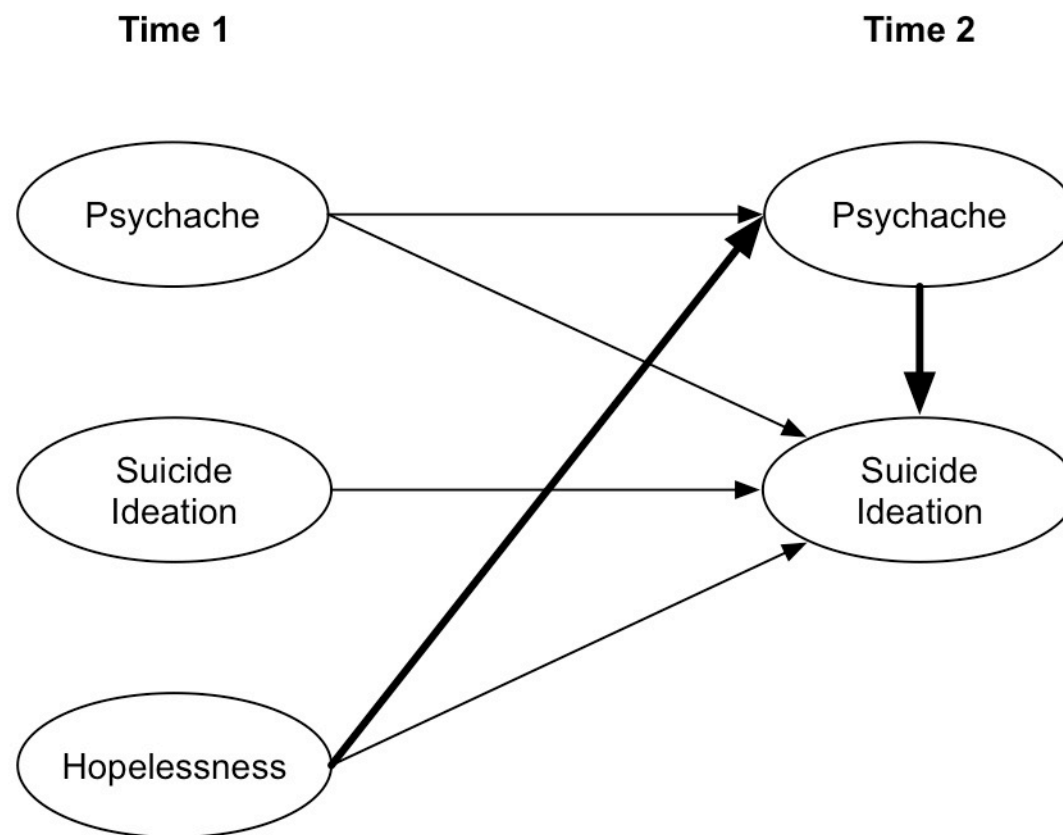 Time 1
Time 2
Psychache
Psychache
Suicide
Ideation
Suicide
Ideation
Hopelessness